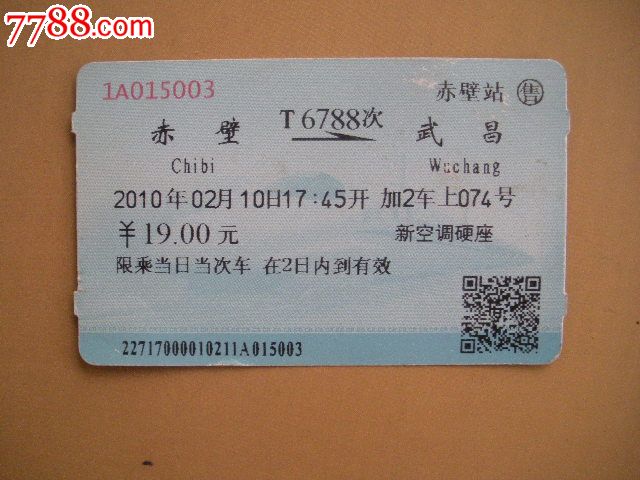 7788.com
1A015003 赤壁站 售
赤壁 T6788次 武昌
Chibi Wuchang
2010年02月10日17:45开 加2车上074号
￥19.00元 新空调硬座
限乘当日当次车 在2日内到有效
22717000010211A015003